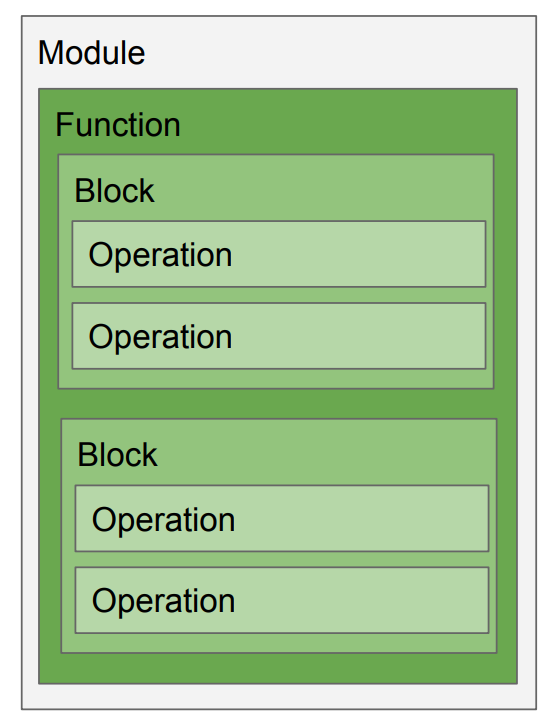 Module
Function
Block
Operation
Operation
Block
Operation
Operation